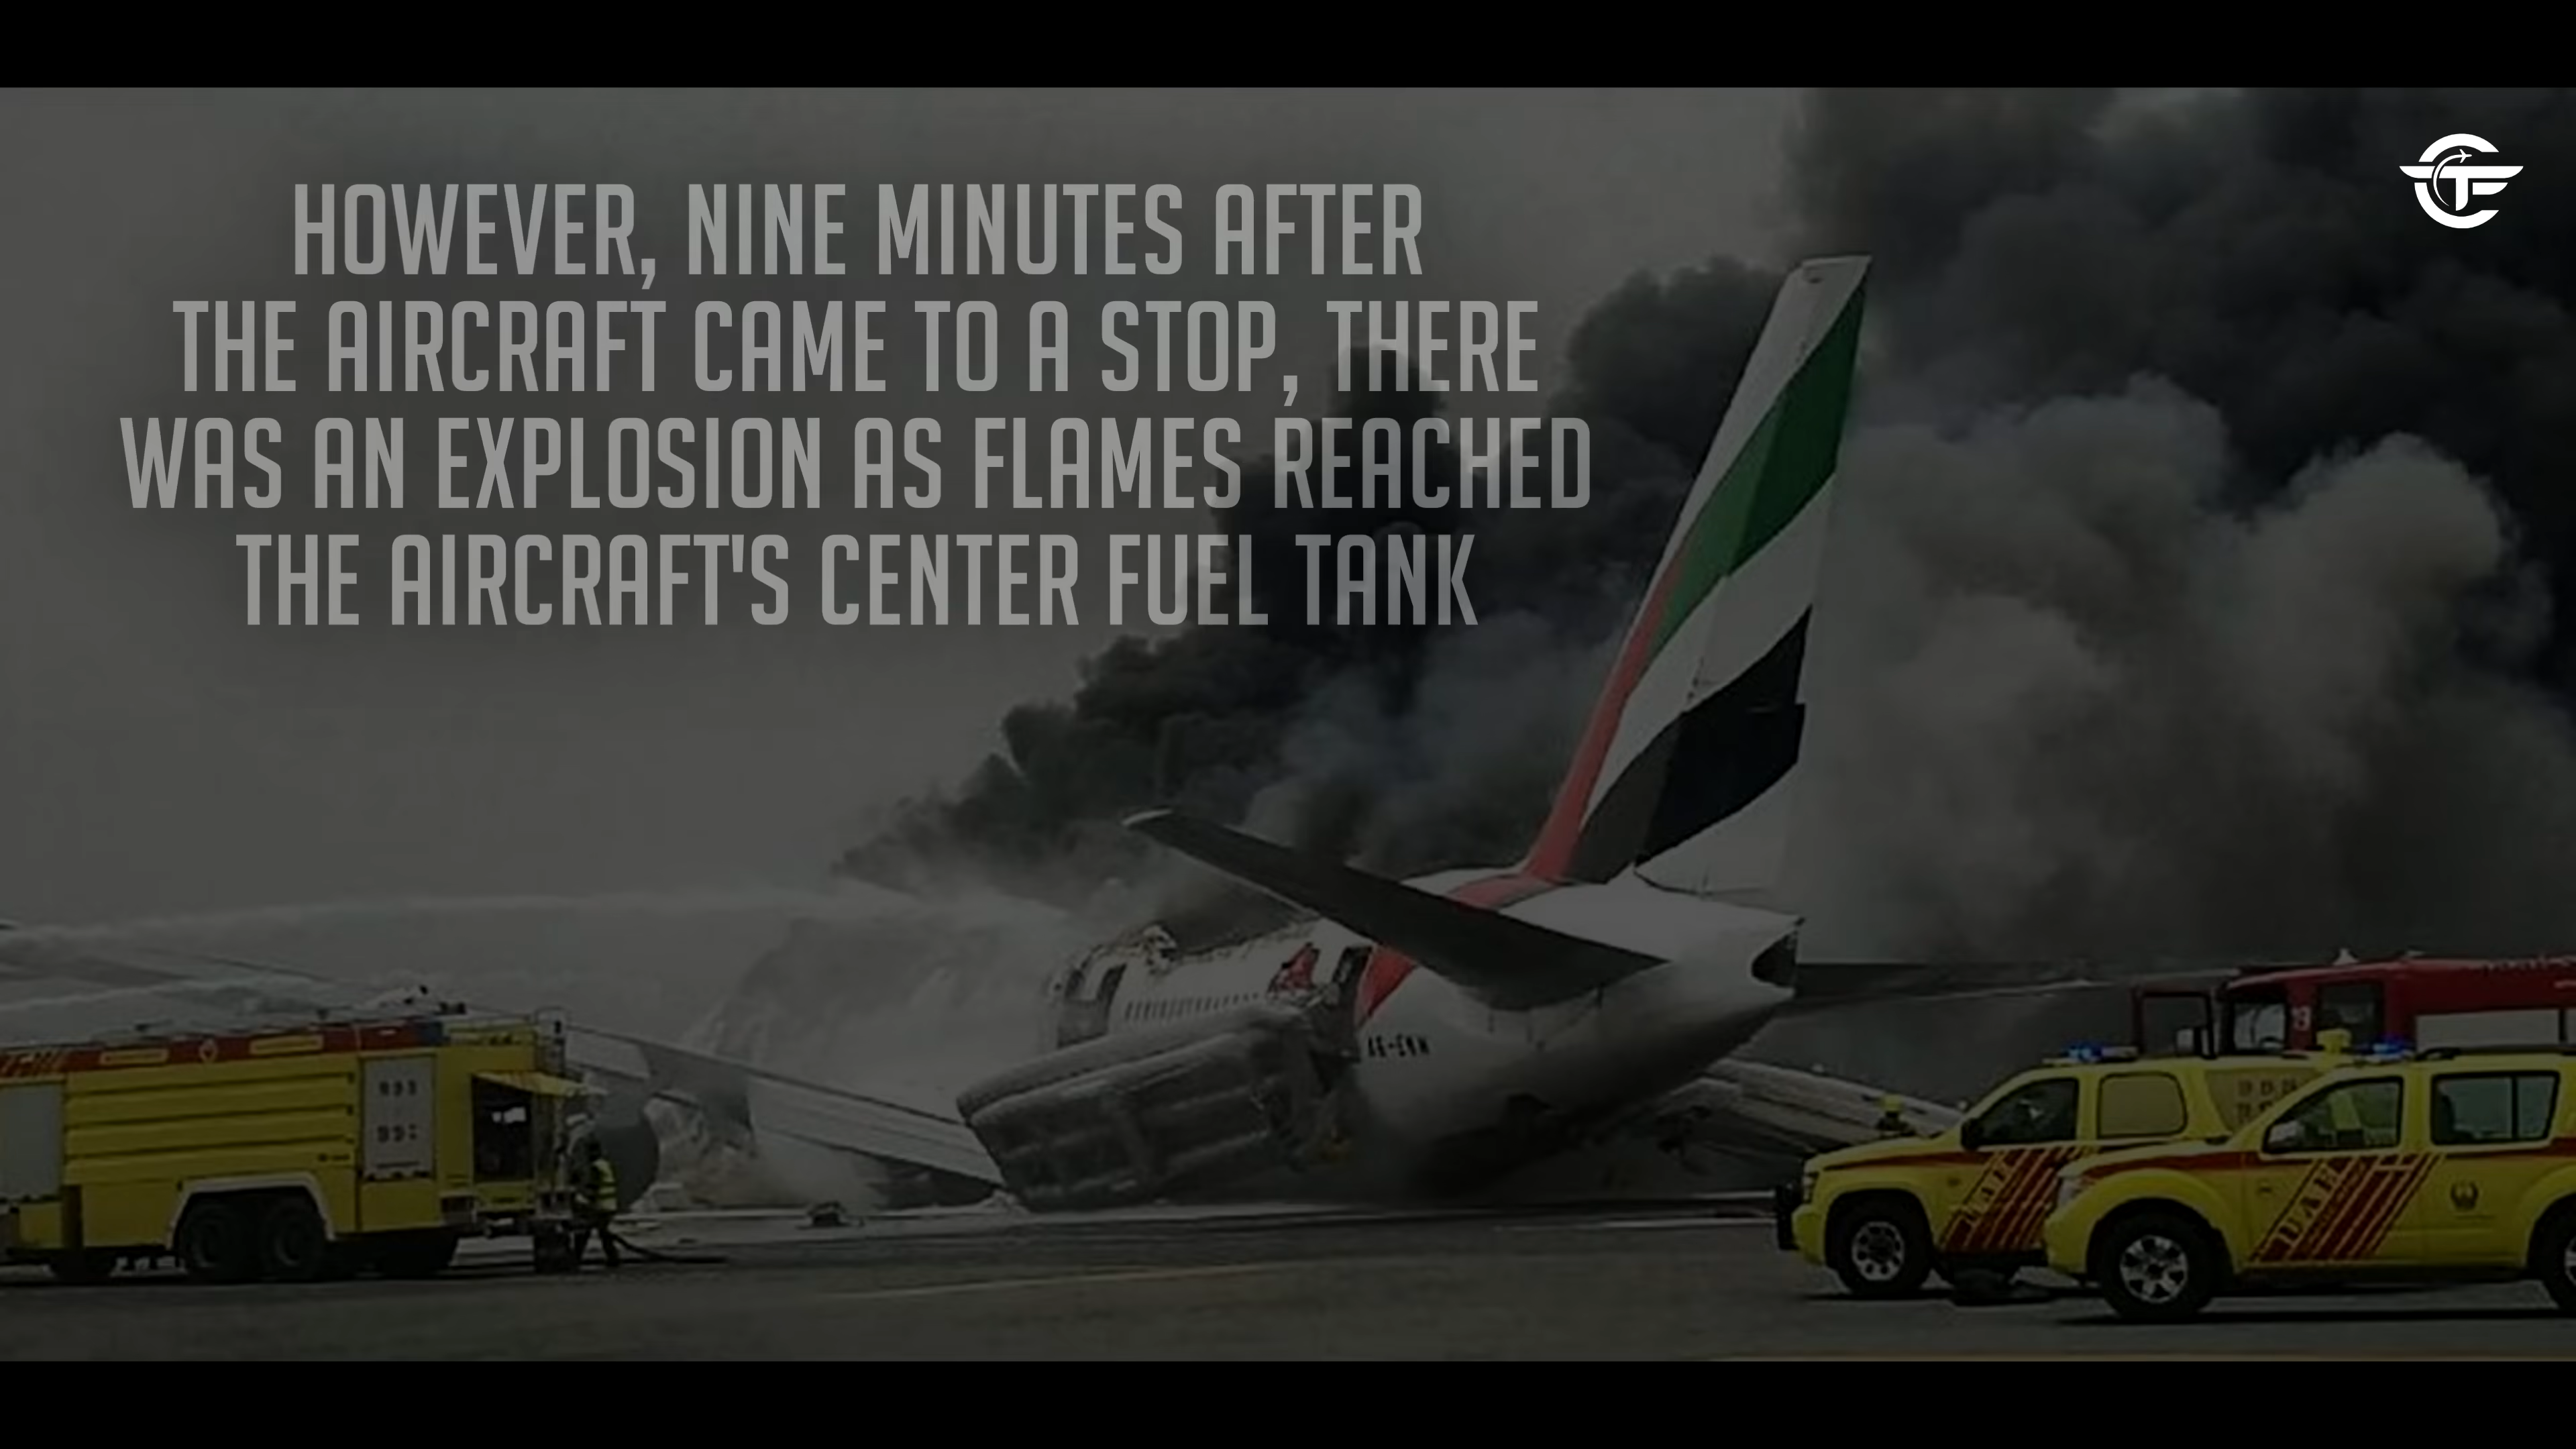 HOWEVER, NINE MINUTES AFTER
THE AIRCRAFT CAME TO A STOP, THERE
WAS AN EXPLOSION AS FLAMES REACHED
THE AIRCRAFT'S CENTER FUEL TANK